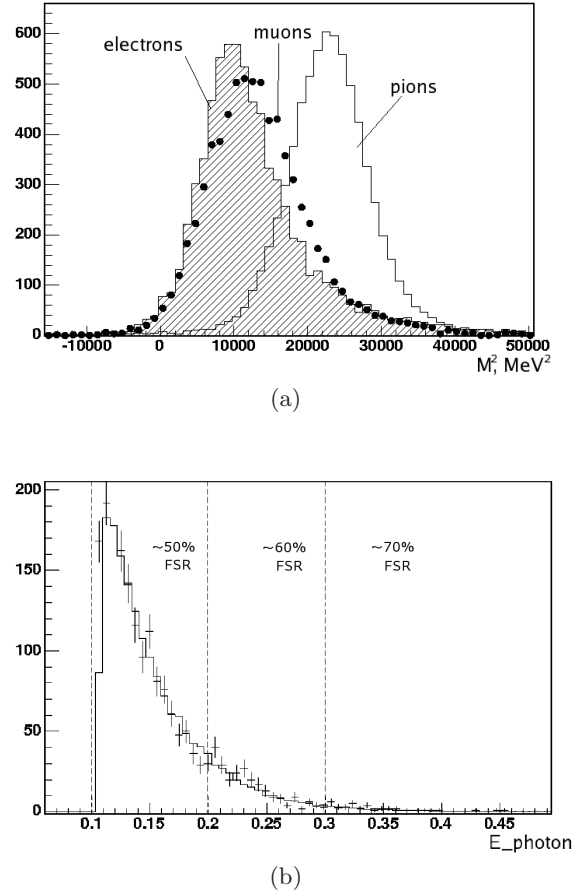 600
500
400
300
200
100
0
electrons
muons
pions
-10000 0 10000 20000 30000 40000 50000
M², MeV²
(a)
200
150
100
50
0
~50%
FSR
~60%
FSR
~70%
FSR
0.1 0.15 0.2 0.25 0.3 0.35 0.4 0.45
E_photon
(b)